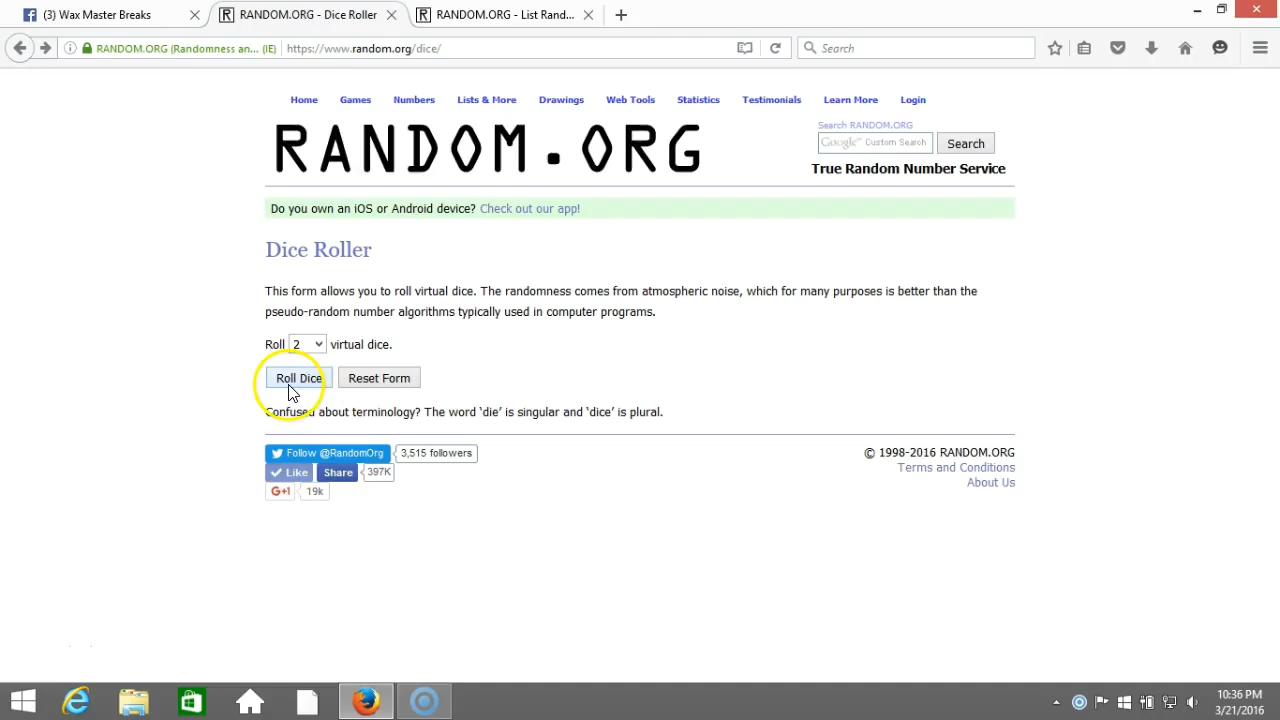 (3) Wax Master Breaks
RANDOM.ORG - Dice Roller
RANDOM.ORG - List Rand...
RANDOM.ORG (Randomness an... (IE)
https://www.random.org/dice/
Search
Home Games Numbers Lists & More Drawings Web Tools Statistics Testimonials Learn More Login
RANDOM.ORG
Search RANDOM.ORG
Google™ Custom Search
Search
True Random Number Service
Do you own an iOS or Android device? Check out our app!
Dice Roller
This form allows you to roll virtual dice. The randomness comes from atmospheric noise, which for many purposes is better than the
pseudo-random number algorithms typically used in computer programs.
Roll 2 virtual dice.
Roll Dice Reset Form
Confused about terminology? The word ‘die’ is singular and ‘dice’ is plural.
Follow @RandomOrg 3,515 followers
Like Share 397K
G+1 19k
© 1998-2016 RANDOM.ORG
Terms and Conditions
About Us
10:36 PM
3/21/2016